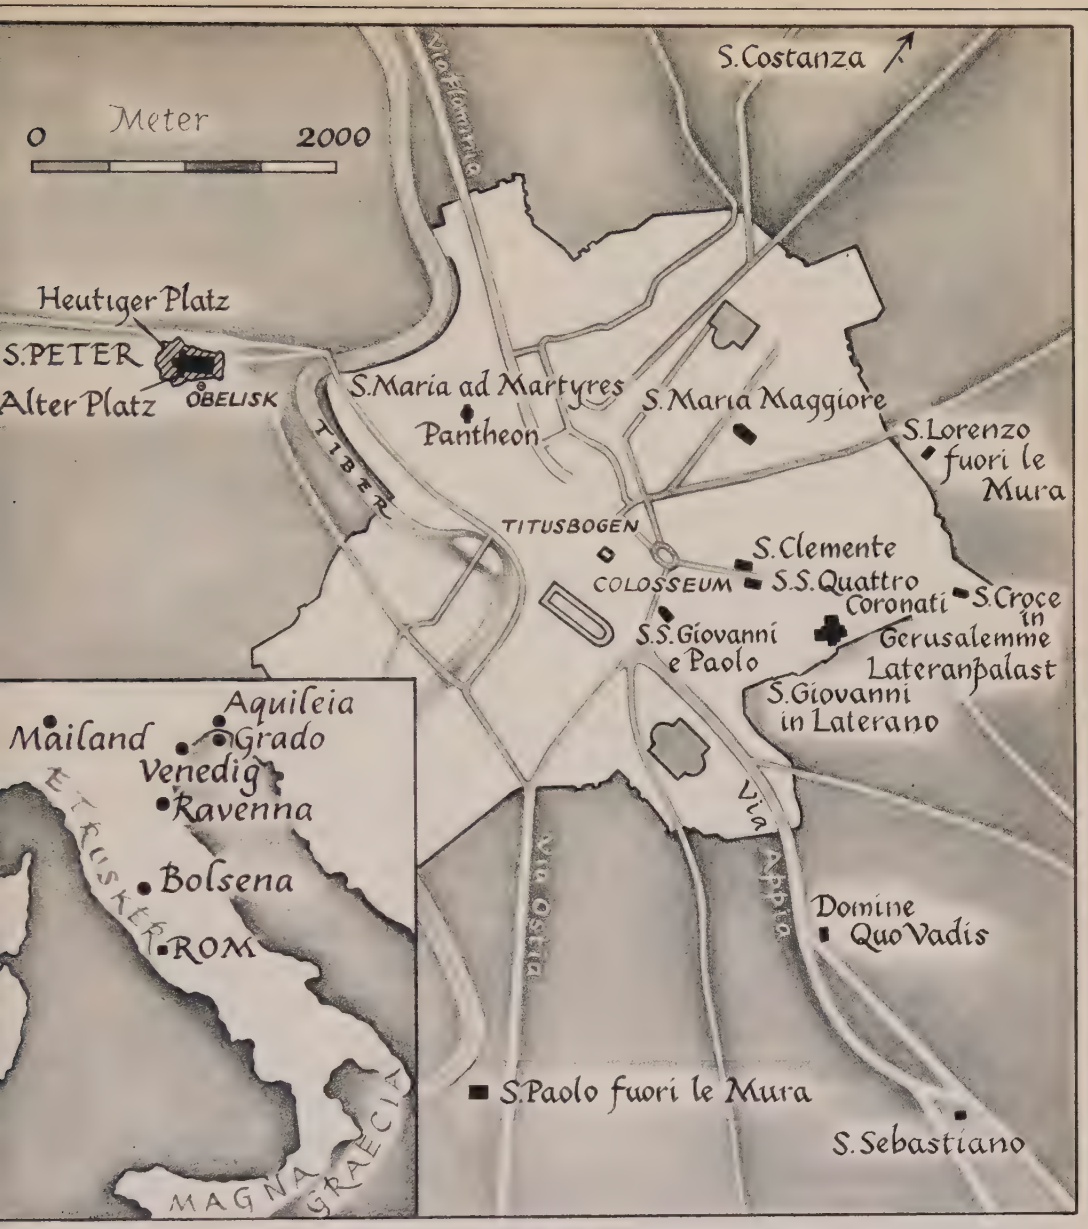 S.Costanza
Via Flaminia
Meter
0 2000
Heutiger Platz
S.PETER
Alter Platz
OBELISK
TIBER
S.Maria ad Martyres
Pantheon
S.Maria Maggiore
S.Lorenzo
fuori le
Mura
TITUSBOGEN
COLOSSEUM
S.Clemente
S.S.Quattro
Coronati
S.Croce
in
Gerusalemme
Lateranpalast
S.S.Giovanni
e Paolo
S.Giovanni
in Laterano
Via
Appia
Via Ostia
Domine
Quo Vadis
S.Paolo fuori le Mura
S.Sebastiano
Aquileia
Mailand
Grado
Venedig
Ravenna
ETRUSKER
Bolsena
ROM
MAGNA
GRAECIA